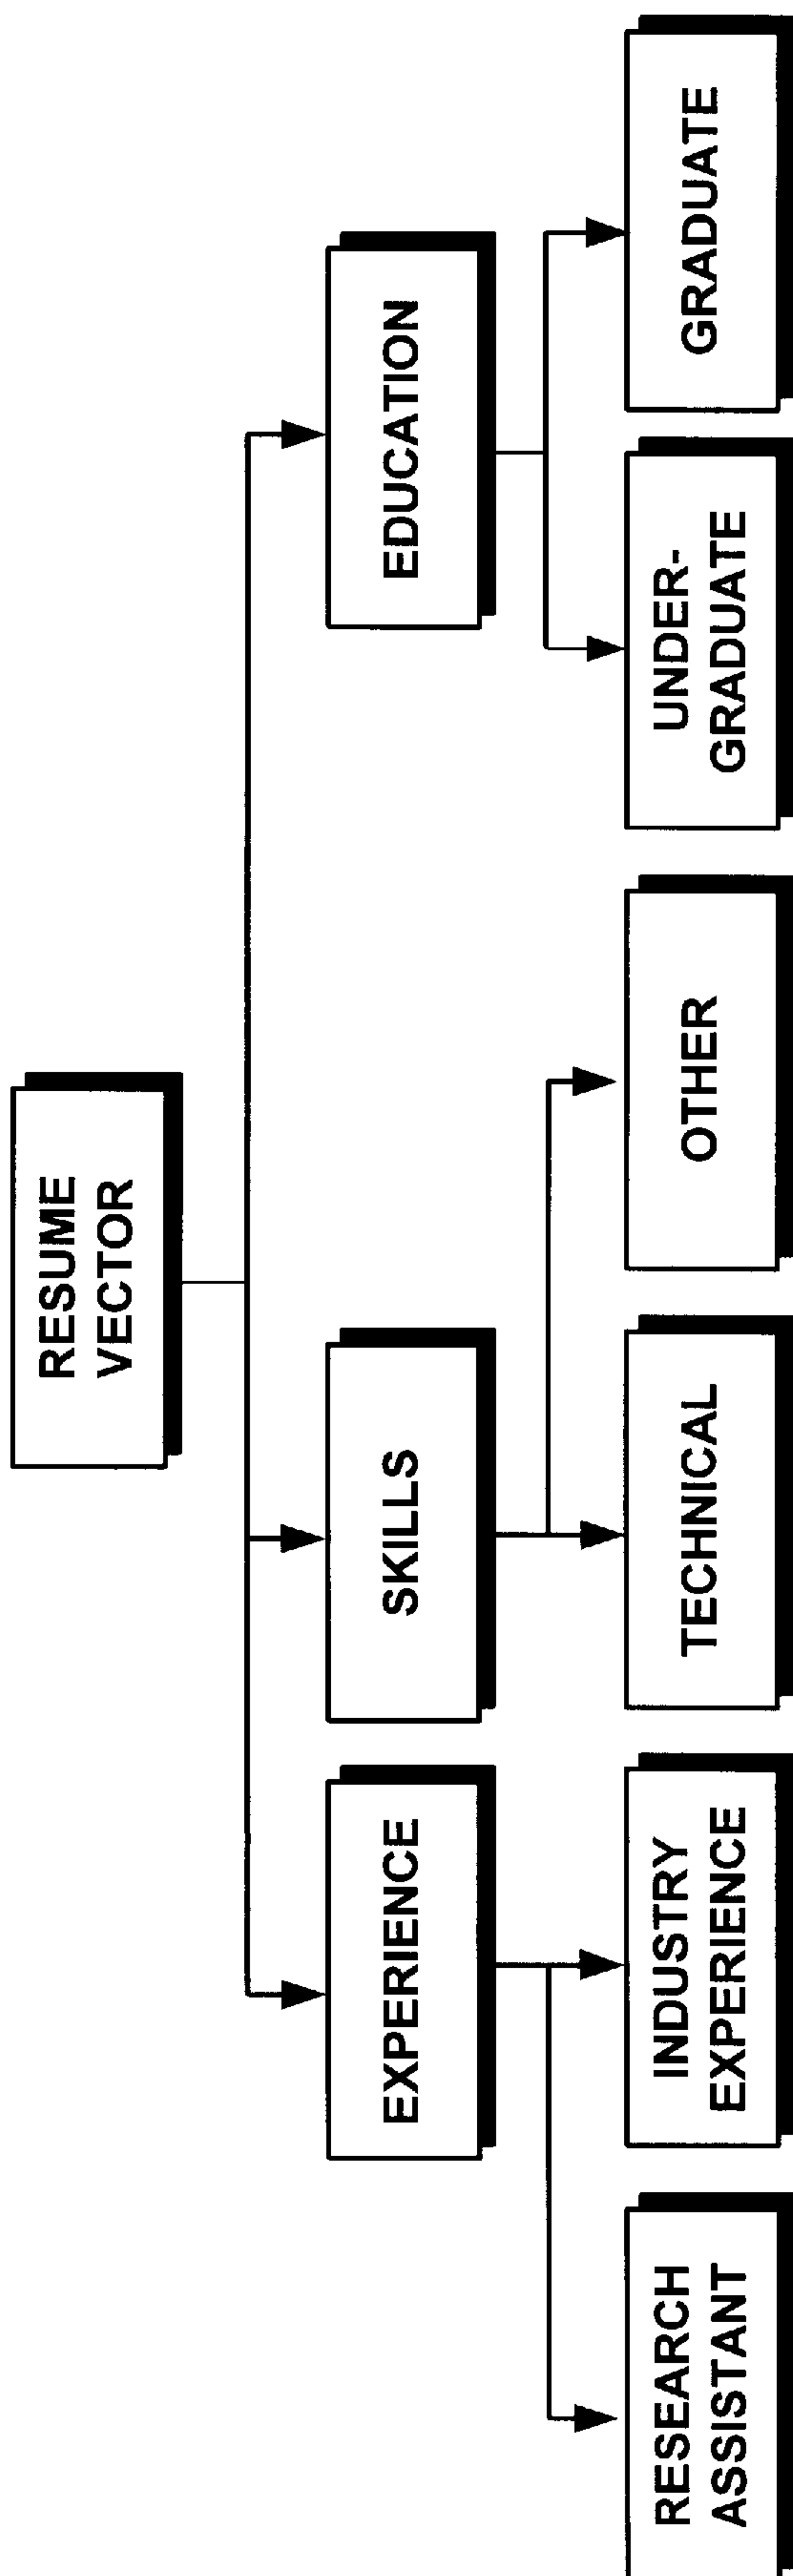 RESUME
VECTOR
EXPERIENCE
SKILLS
EDUCATION
RESEARCH
ASSISTANT
INDUSTRY
EXPERIENCE
TECHNICAL
OTHER
UNDER-
GRADUATE
GRADUATE